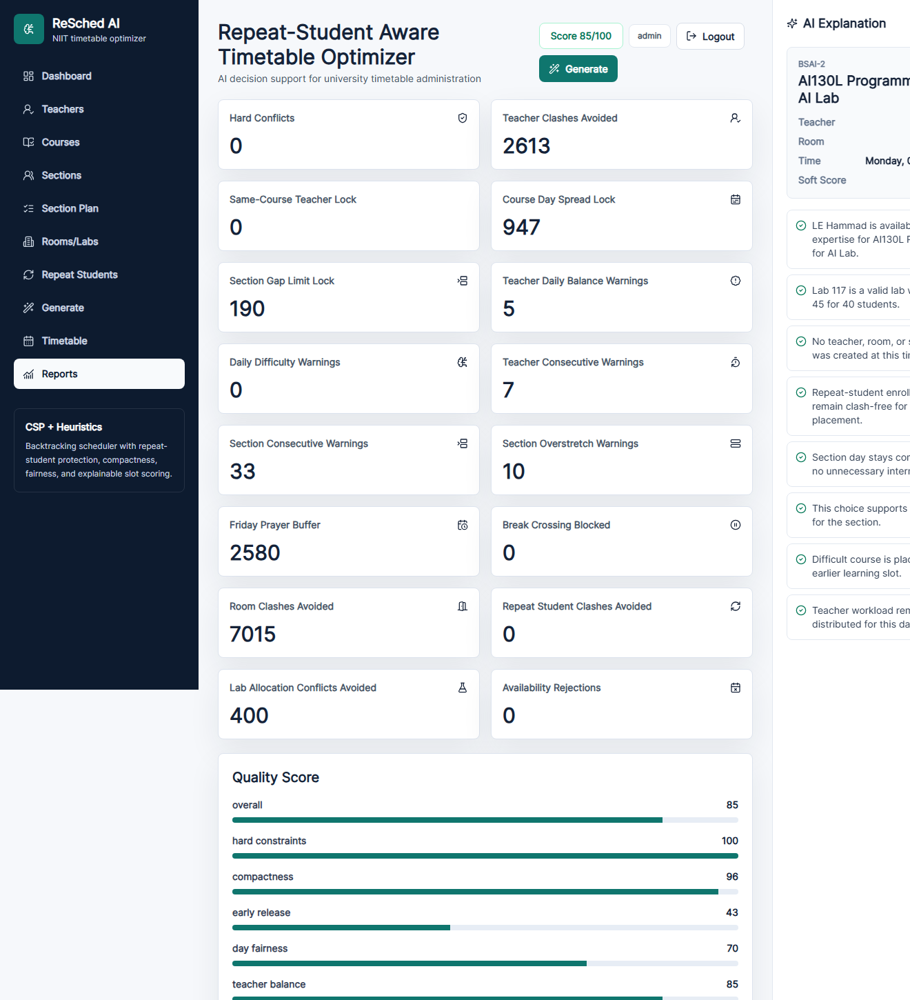 ReSched AI
NIIT timetable optimizer
Dashboard
Teachers
Courses
Sections
Section Plan
Rooms/Labs
Repeat Students
Generate
Timetable
Reports
CSP + Heuristics
Backtracking scheduler with repeat-
student protection, compactness,
fairness, and explainable slot scoring.
Repeat-Student Aware
Timetable Optimizer
AI decision support for university timetable administration
Score 85/100
admin
Logout
Generate
Hard Conflicts
0
Teacher Clashes Avoided
2613
Same-Course Teacher Lock
0
Course Day Spread Lock
947
Section Gap Limit Lock
190
Teacher Daily Balance Warnings
5
Daily Difficulty Warnings
0
Teacher Consecutive Warnings
7
Section Consecutive Warnings
33
Section Overstretch Warnings
10
Friday Prayer Buffer
2580
Break Crossing Blocked
0
Room Clashes Avoided
7015
Repeat Student Clashes Avoided
0
Lab Allocation Conflicts Avoided
400
Availability Rejections
0
Quality Score
overall 85
hard constraints 100
compactness 96
early release 43
day fairness 70
teacher balance 85
AI Explanation
BSAI-2
AI130L Programm
AI Lab
Teacher
Room
Time Monday, 0
Soft Score
LE Hammad is availab
expertise for AI130L P
for AI Lab.
Lab 117 is a valid lab w
45 for 40 students.
No teacher, room, or s
was created at this ti
Repeat-student enroll
remain clash-free for
placement.
Section day stays co
no unnecessary inter
This choice supports
for the section.
Difficult course is plac
earlier learning slot.
Teacher workload rem
distributed for this da